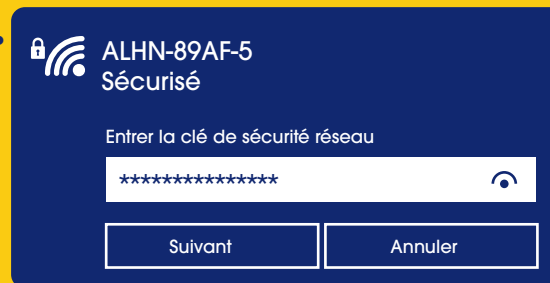 ALHN-89AF-5
Sécurisé
Entrer la clé de sécurité réseau
***************
Suivant
Annuler